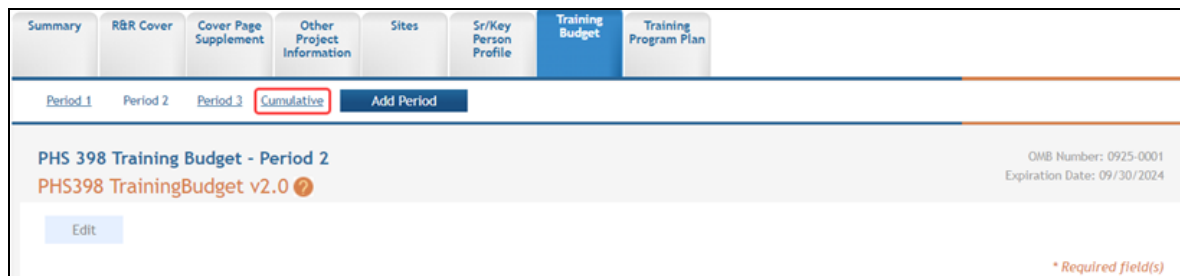 Summary
R&R Cover
Cover Page
Supplement
Other
Project
Information
Sites
Sr/Key
Person
Profile
Training
Budget
Training
Program Plan
Period 1 Period 2 Period 3 Cumulative Add Period
PHS 398 Training Budget - Period 2
OMB Number: 0925-0001
PHS398 TrainingBudget v2.0 ?
Expiration Date: 09/30/2024
Edit
* Required field(s)